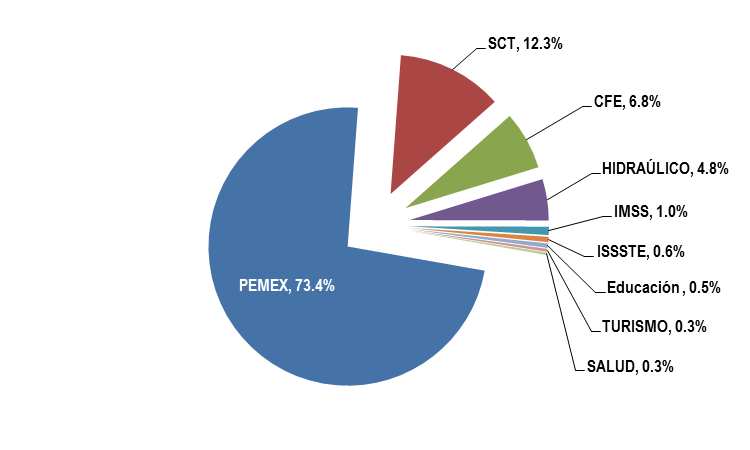 SCT, 12.3%
CFE, 6.8%
HIDRAÚLICO, 4.8%
IMSS, 1.0%
ISSSTE, 0.6%
Educación , 0.5%
TURISMO, 0.3%
SALUD, 0.3%
PEMEX, 73.4%